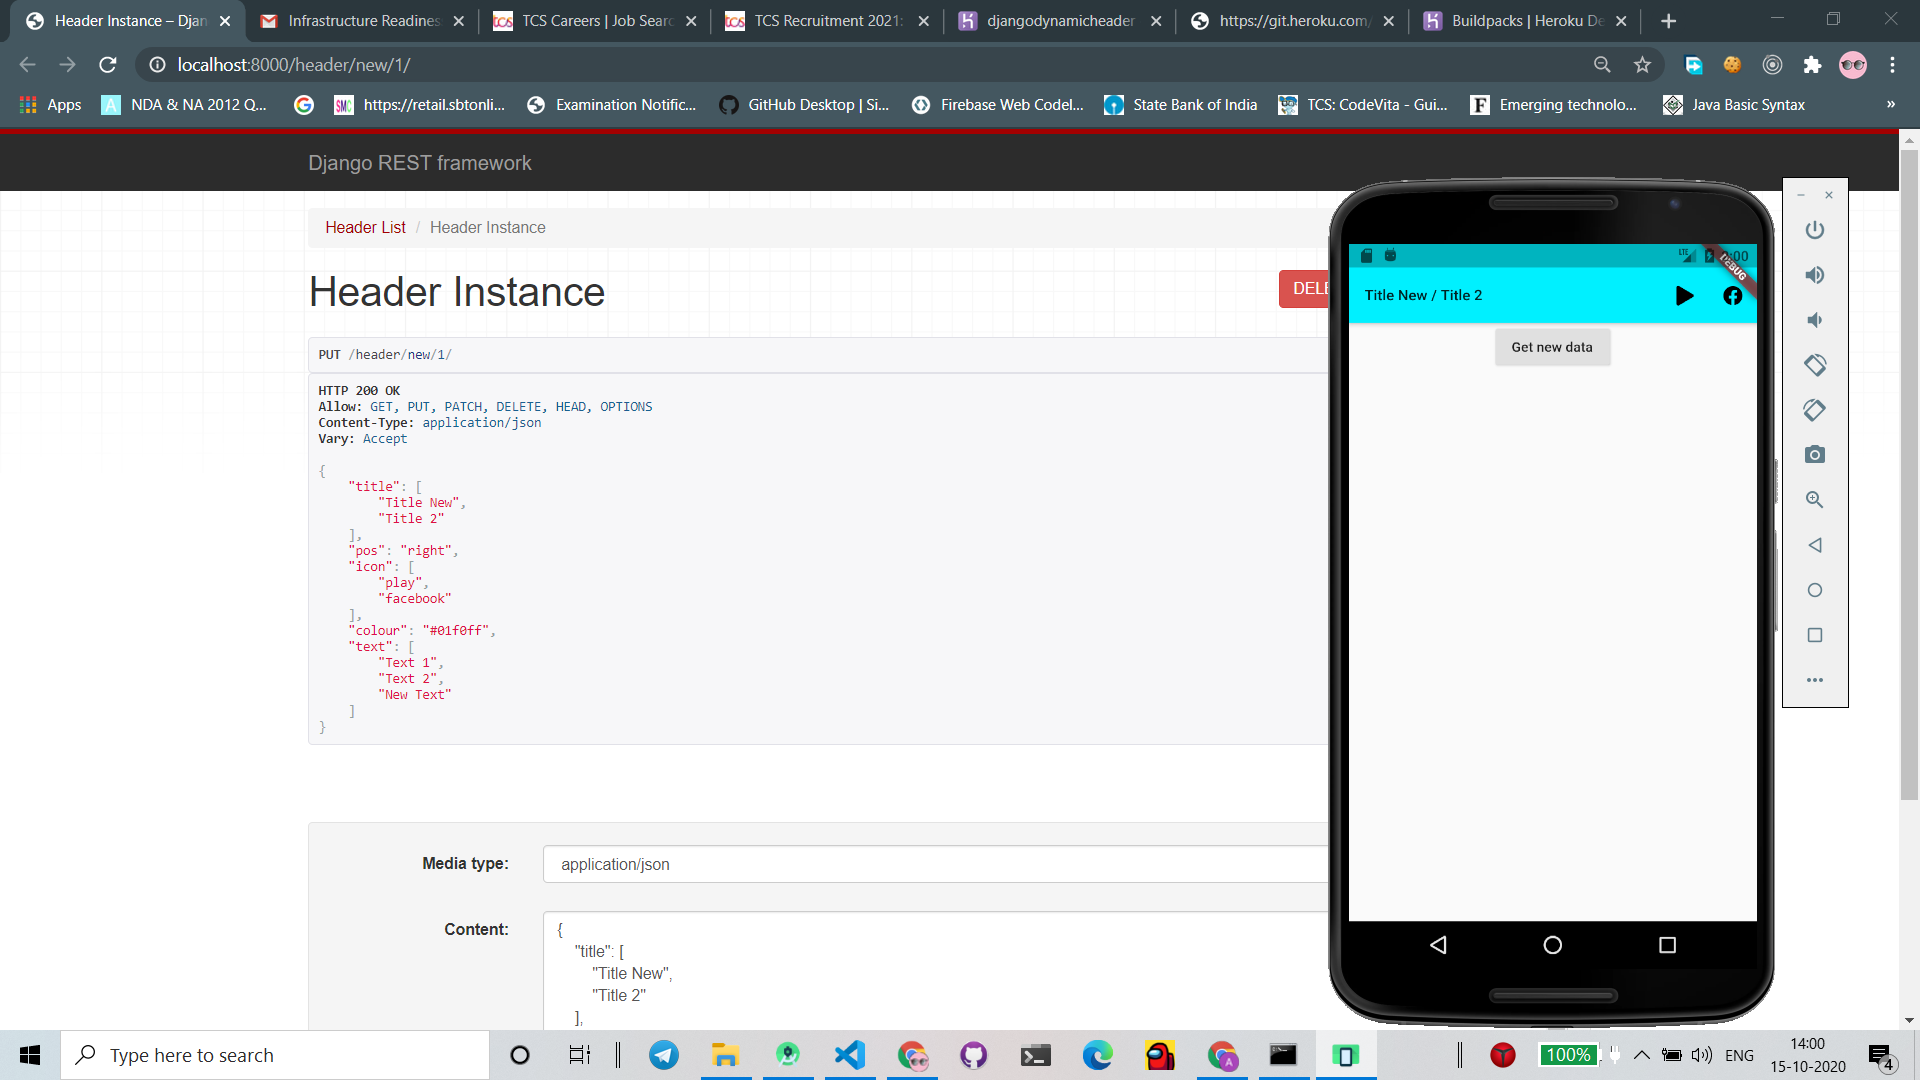 Header Instance – Djan
Infrastructure Readines
TCS Careers | Job Sear
TCS Recruitment 2021:
djangodynamicheader
https://git.heroku.com/
Buildpacks | Heroku De
localhost:8000/header/new/1/
Apps
NDA & NA 2012 Q...
https://retail.sbtonli...
Examination Notific...
GitHub Desktop | Si...
Firebase Web Codel...
State Bank of India
TCS: CodeVita - Gui...
Emerging technolo...
Java Basic Syntax
»
Django REST framework
Header List / Header Instance
Header Instance
DELE
PUT /header/new/1/
HTTP 200 OK
Allow: GET, PUT, PATCH, DELETE, HEAD, OPTIONS
Content-Type: application/json
Vary: Accept
{
"title": [
"Title New",
"Title 2"
],
"pos": "right",
"icon": [
"play",
"facebook"
],
"colour": "#01f0ff",
"text": [
"Text 1",
"Text 2",
"New Text"
]
}
Media type:
application/json
Content:
{
"title": [
"Title New",
"Title 2"
],
LTE
:00
DEBUG
Title New / Title 2
Get new data
Type here to search
100%
ENG
14:00
15-10-2020
4